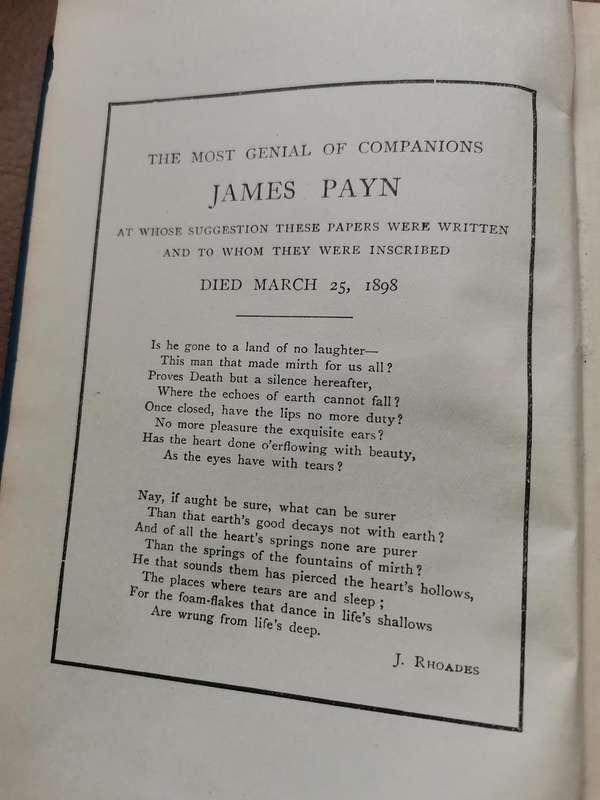 THE MOST GENIAL OF COMPANIONS
JAMES PAYN
AT WHOSE SUGGESTION THESE PAPERS WERE WRITTEN
AND TO WHOM THEY WERE INSCRIBED
DIED MARCH 25, 1898
Is he gone to a land of no laughter—
This man that made mirth for us all?
Proves Death but a silence hereafter,
Where the echoes of earth cannot fall?
Once closed, have the lips no more duty?
No more pleasure the exquisite ears?
Has the heart done o'erflowing with beauty,
As the eyes have with tears?
Nay, if aught be sure, what can be surer
Than that earth's good decays not with earth?
And of all the heart's springs none are purer
Than the springs of the fountains of mirth?
He that sounds them has pierced the heart's hollows,
The places where tears are and sleep;
For the foam-flakes that dance in life's shallows
Are wrung from life's deep.
J. RHOADES